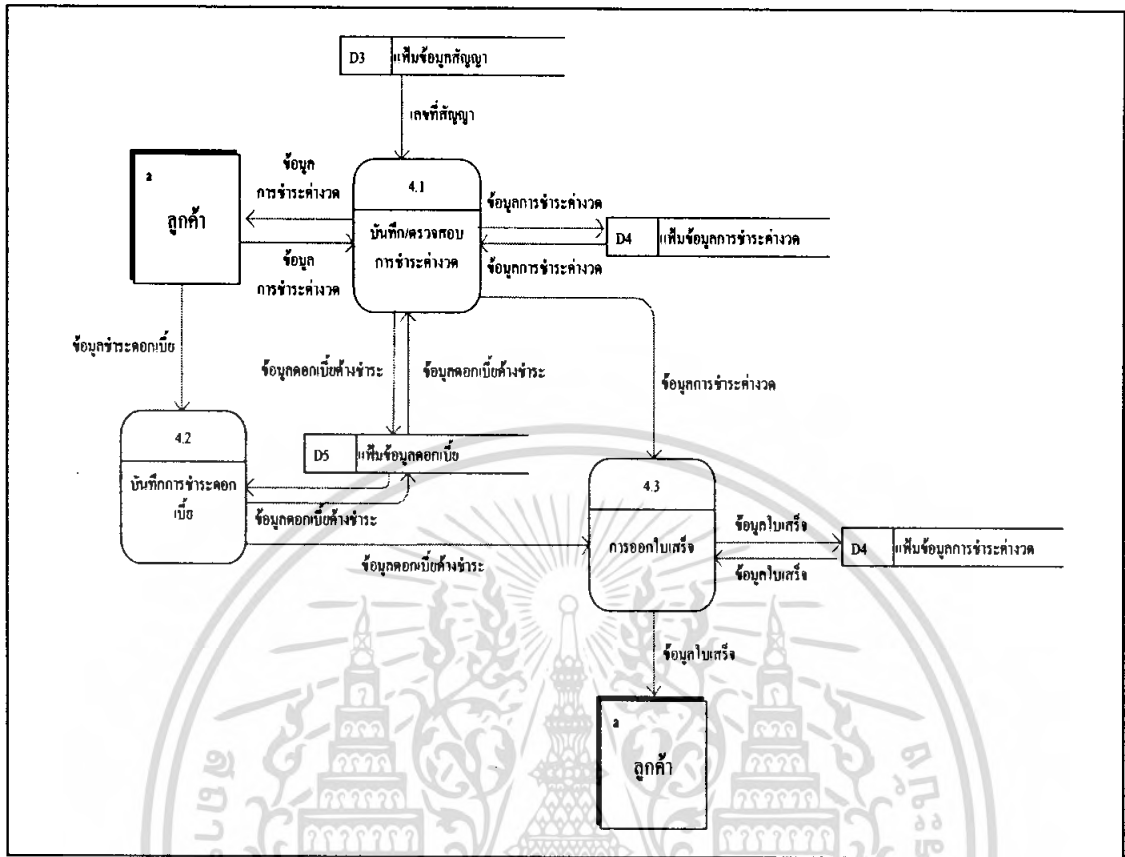 D3 แฟ้มข้อมูลสัญญา
เลขที่สัญญา
a
ลูกค้า
ข้อมูล
การชำระค่างวด
ข้อมูล
การชำระค่างวด
4.1
บันทึก/ตรวจสอบ
การชำระค่างวด
ข้อมูลการชำระค่างวด
ข้อมูลการชำระค่างวด
D4 แฟ้มข้อมูลการชำระค่างวด
ข้อมูลชำระดอกเบี้ย
ข้อมูลดอกเบี้ยค้างชำระ
ข้อมูลดอกเบี้ยค้างชำระ
ข้อมูลการชำระค่างวด
4.2
บันทึกการชำระดอก
เบี้ย
D5 แฟ้มข้อมูลดอกเบี้ย
ข้อมูลดอกเบี้ยค้างชำระ
ข้อมูลดอกเบี้ยค้างชำระ
4.3
การออกใบเสร็จ
ข้อมูลใบเสร็จ
ข้อมูลใบเสร็จ
D4 แฟ้มข้อมูลการชำระค่างวด
ข้อมูลใบเสร็จ
a
ลูกค้า